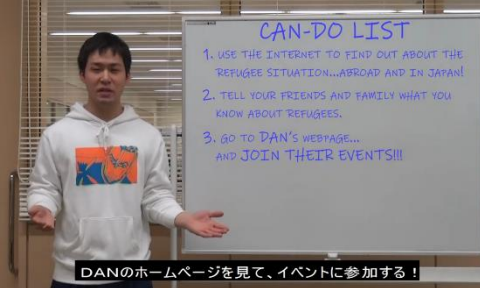 CAN-DO LIST
1. USE THE INTERNET TO FIND OUT ABOUT THE
REFUGEE SITUATION...ABROAD AND IN JAPAN!
2. TELL YOUR FRIENDS AND FAMILY WHAT YOU
KNOW ABOUT REFUGEES.
3. GO TO DAN'S WEBPAGE...
AND JOIN THEIR EVENTS!!!
DANのホームページを見て、イベントに参加する！